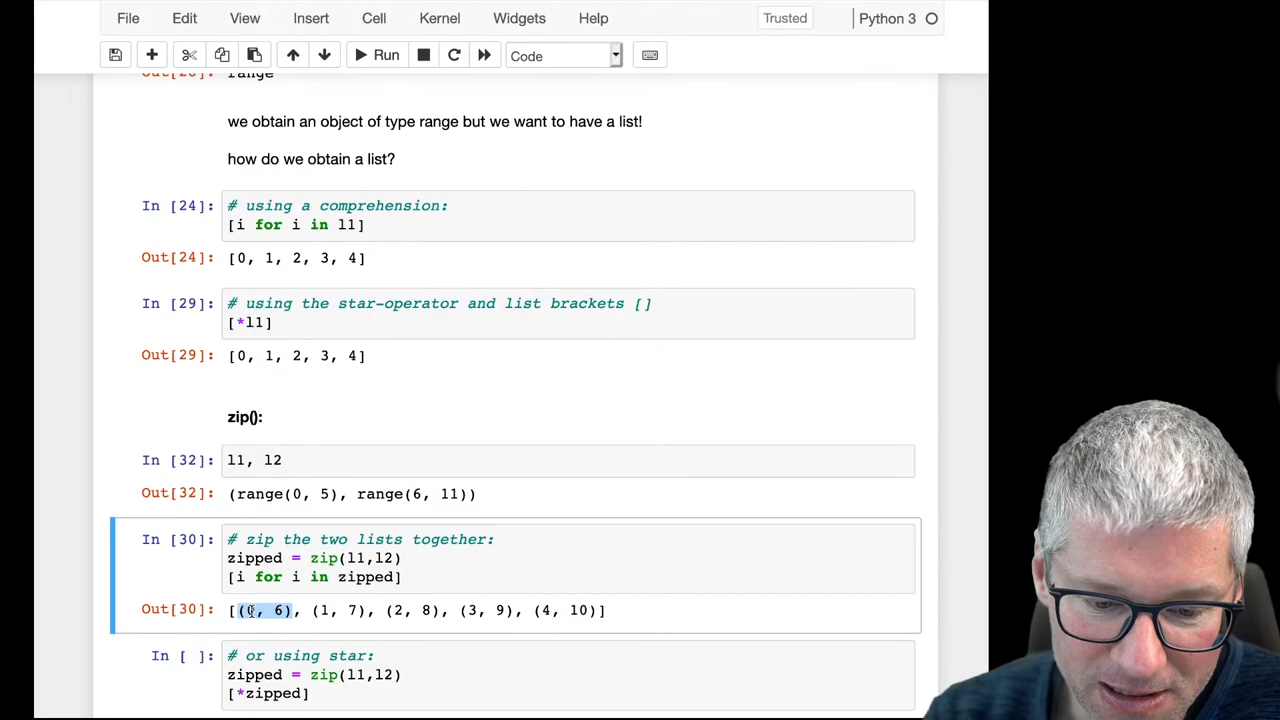 File Edit View Insert Cell Kernel Widgets Help Trusted Python 3
Run Code
range
we obtain an object of type range but we want to have a list!
how do we obtain a list?
In [24]: # using a comprehension:
[i for i in l1]
Out[24]: [0, 1, 2, 3, 4]
In [29]: # using the star-operator and list brackets []
[*l1]
Out[29]: [0, 1, 2, 3, 4]
zip():
In [32]: l1, l2
Out[32]: (range(0, 5), range(6, 11))
In [30]: # zip the two lists together:
zipped = zip(l1,l2)
[i for i in zipped]
Out[30]: [(0, 6), (1, 7), (2, 8), (3, 9), (4, 10)]
In [ ]: # or using star:
zipped = zip(l1,l2)
[*zipped]